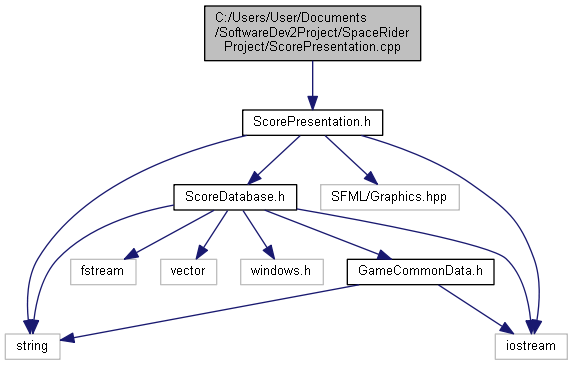 C:/Users/User/Documents
/SoftwareDev2Project/SpaceRider
Project/ScorePresentation.cpp
ScorePresentation.h
ScoreDatabase.h
SFML/Graphics.hpp
fstream
vector
windows.h
GameCommonData.h
string
iostream